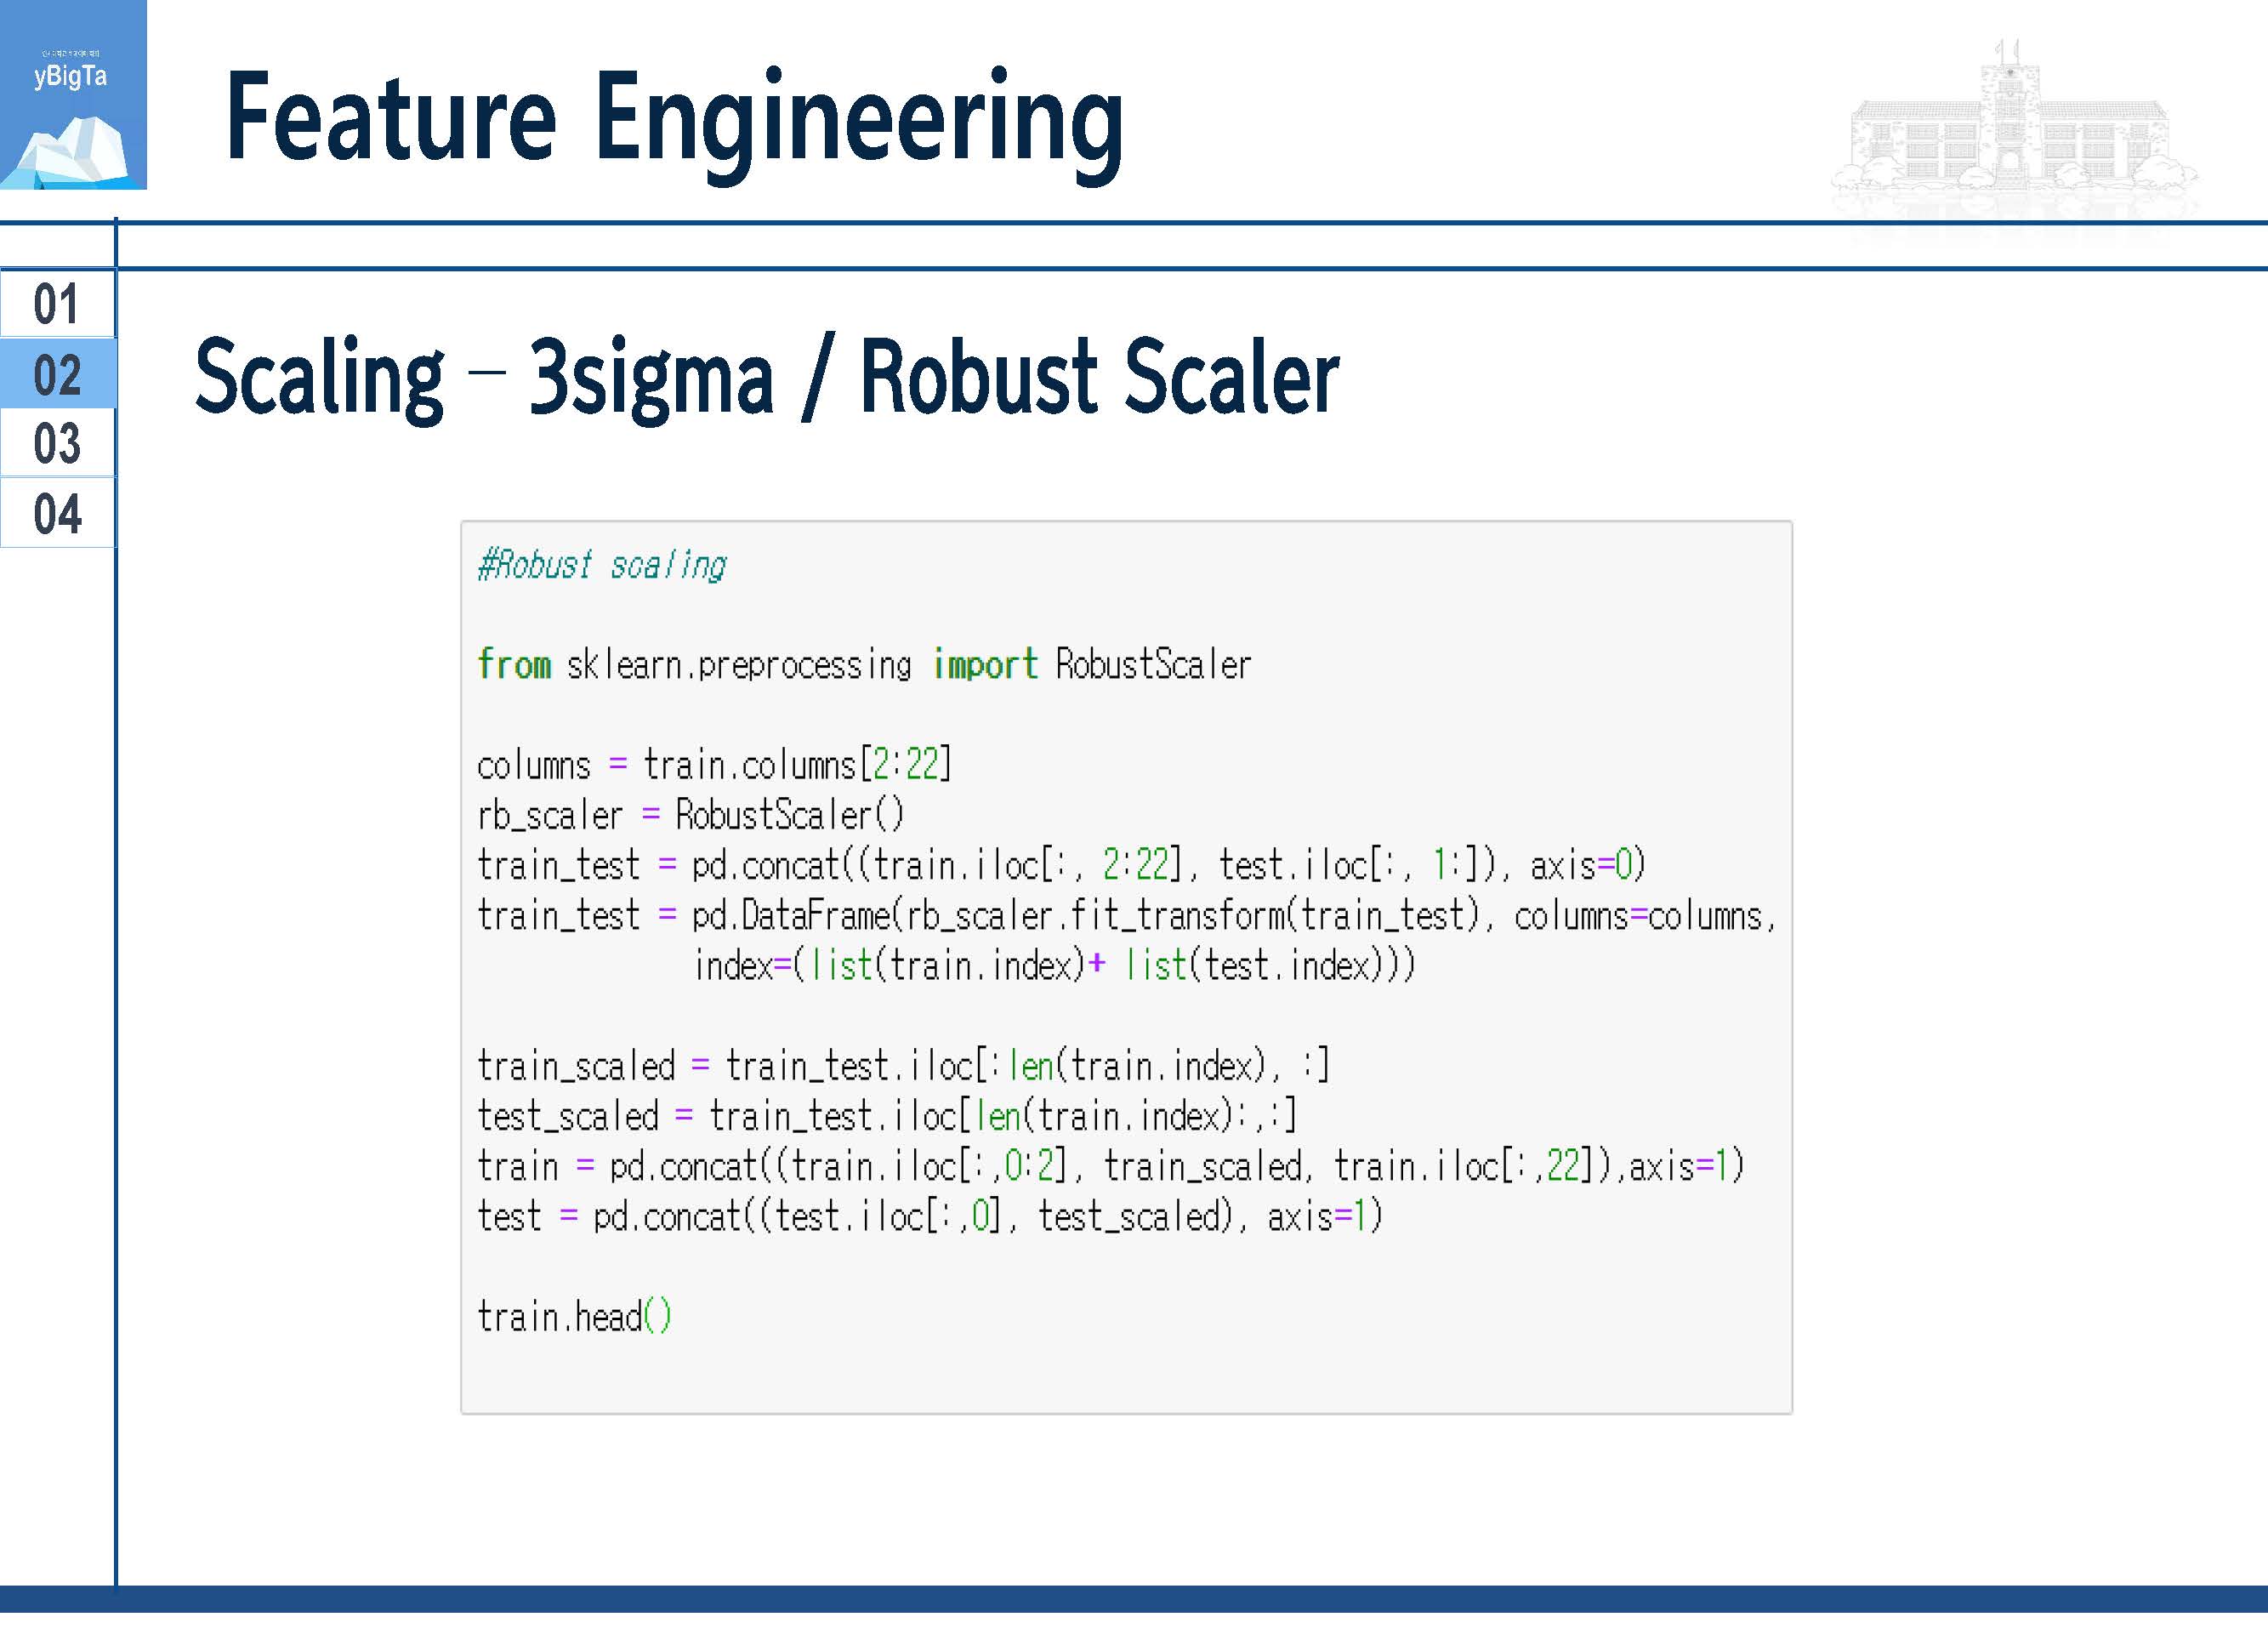 yBigTa
Feature Engineering
01
02
03
04
Scaling – 3sigma / Robust Scaler
#Robust scaling
from sklearn.preprocessing import RobustScaler
columns = train.columns[2:22]
rb_scaler = RobustScaler()
train_test = pd.concat((train.iloc[:, 2:22], test.iloc[:, 1:]), axis=0)
train_test = pd.DataFrame(rb_scaler.fit_transform(train_test), columns=columns,
index=(list(train.index)+ list(test.index)))
train_scaled = train_test.iloc[:len(train.index), :]
test_scaled = train_test.iloc[len(train.index):,:]
train = pd.concat((train.iloc[:,0:2], train_scaled, train.iloc[:,22]),axis=1)
test = pd.concat((test.iloc[:,0], test_scaled), axis=1)
train.head()